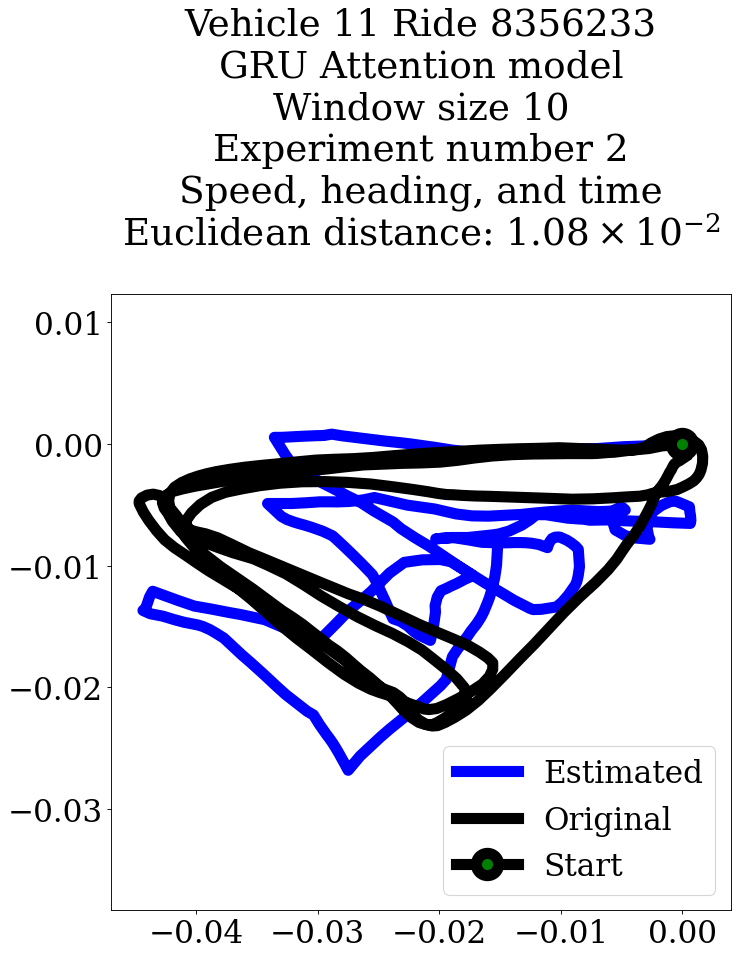 Vehicle 11 Ride 8356233
GRU Attention model
Window size 10
Experiment number 2
Speed, heading, and time
Euclidean distance: 1.08 × 10⁻²
0.01
0.00
−0.01
−0.02
−0.03
Estimated
Original
Start
−0.04
−0.03
−0.02
−0.01
0.00